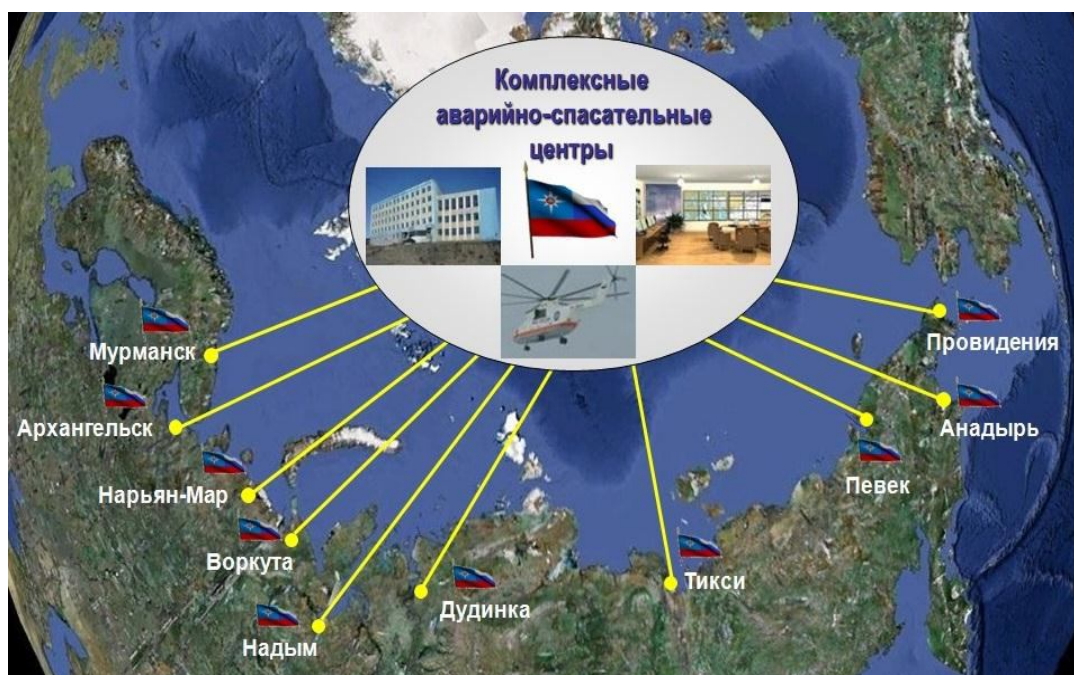 Комплексные
аварийно-спасательные
центры
Мурманск
Архангельск
Нарьян-Мар
Воркута
Надым
Дудинка
Тикси
Певек
Анадырь
Провидения